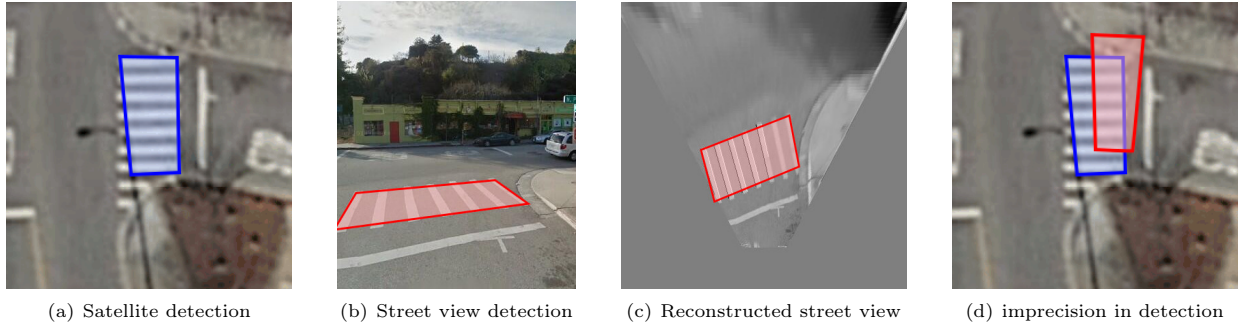 (a) Satellite detection
(b) Street view detection
(c) Reconstructed street view
(d) imprecision in detection